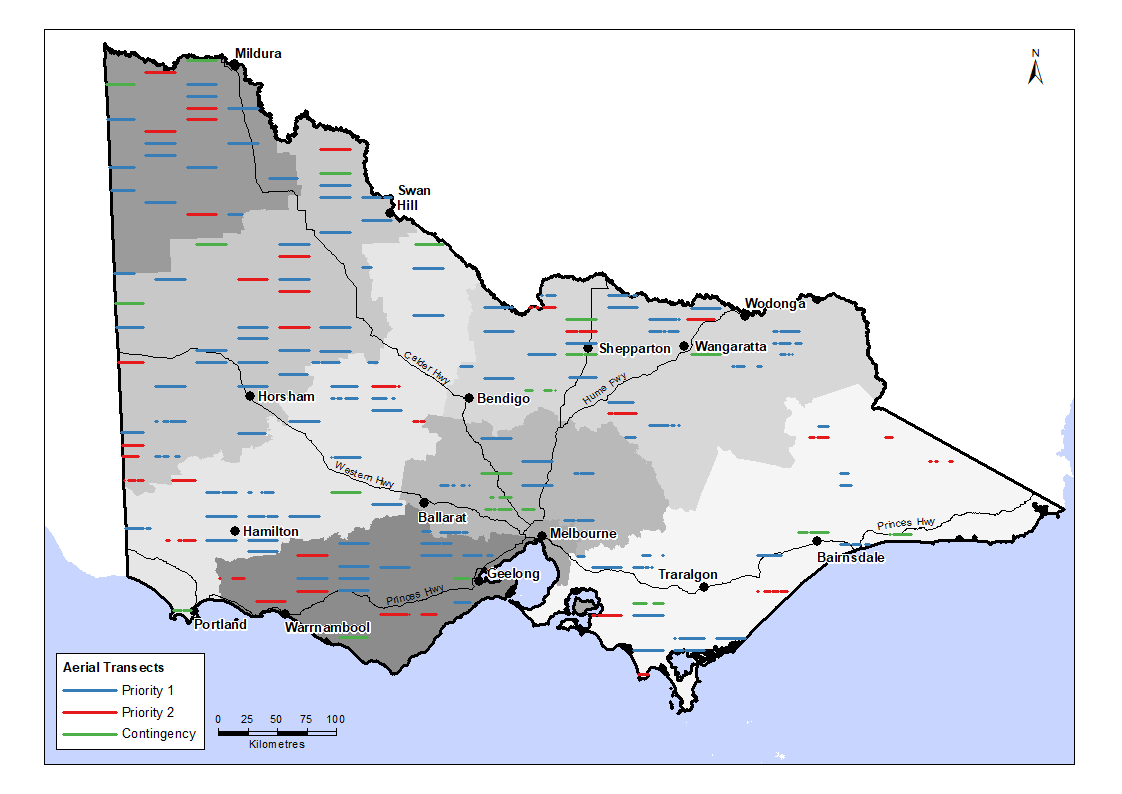 N
Mildura
Swan
Hill
Wodonga
Shepparton
Wangaratta
Calder Hwy
Hume Fwy
Horsham
Bendigo
Western Hwy
Ballarat
Hamilton
Melbourne
Princes Hwy
Bairnsdale
Geelong
Traralgon
Princes Hwy
Portland
Warrnambool
Aerial Transects
Priority 1
Priority 2
Contingency
0 25 50 75 100
Kilometres